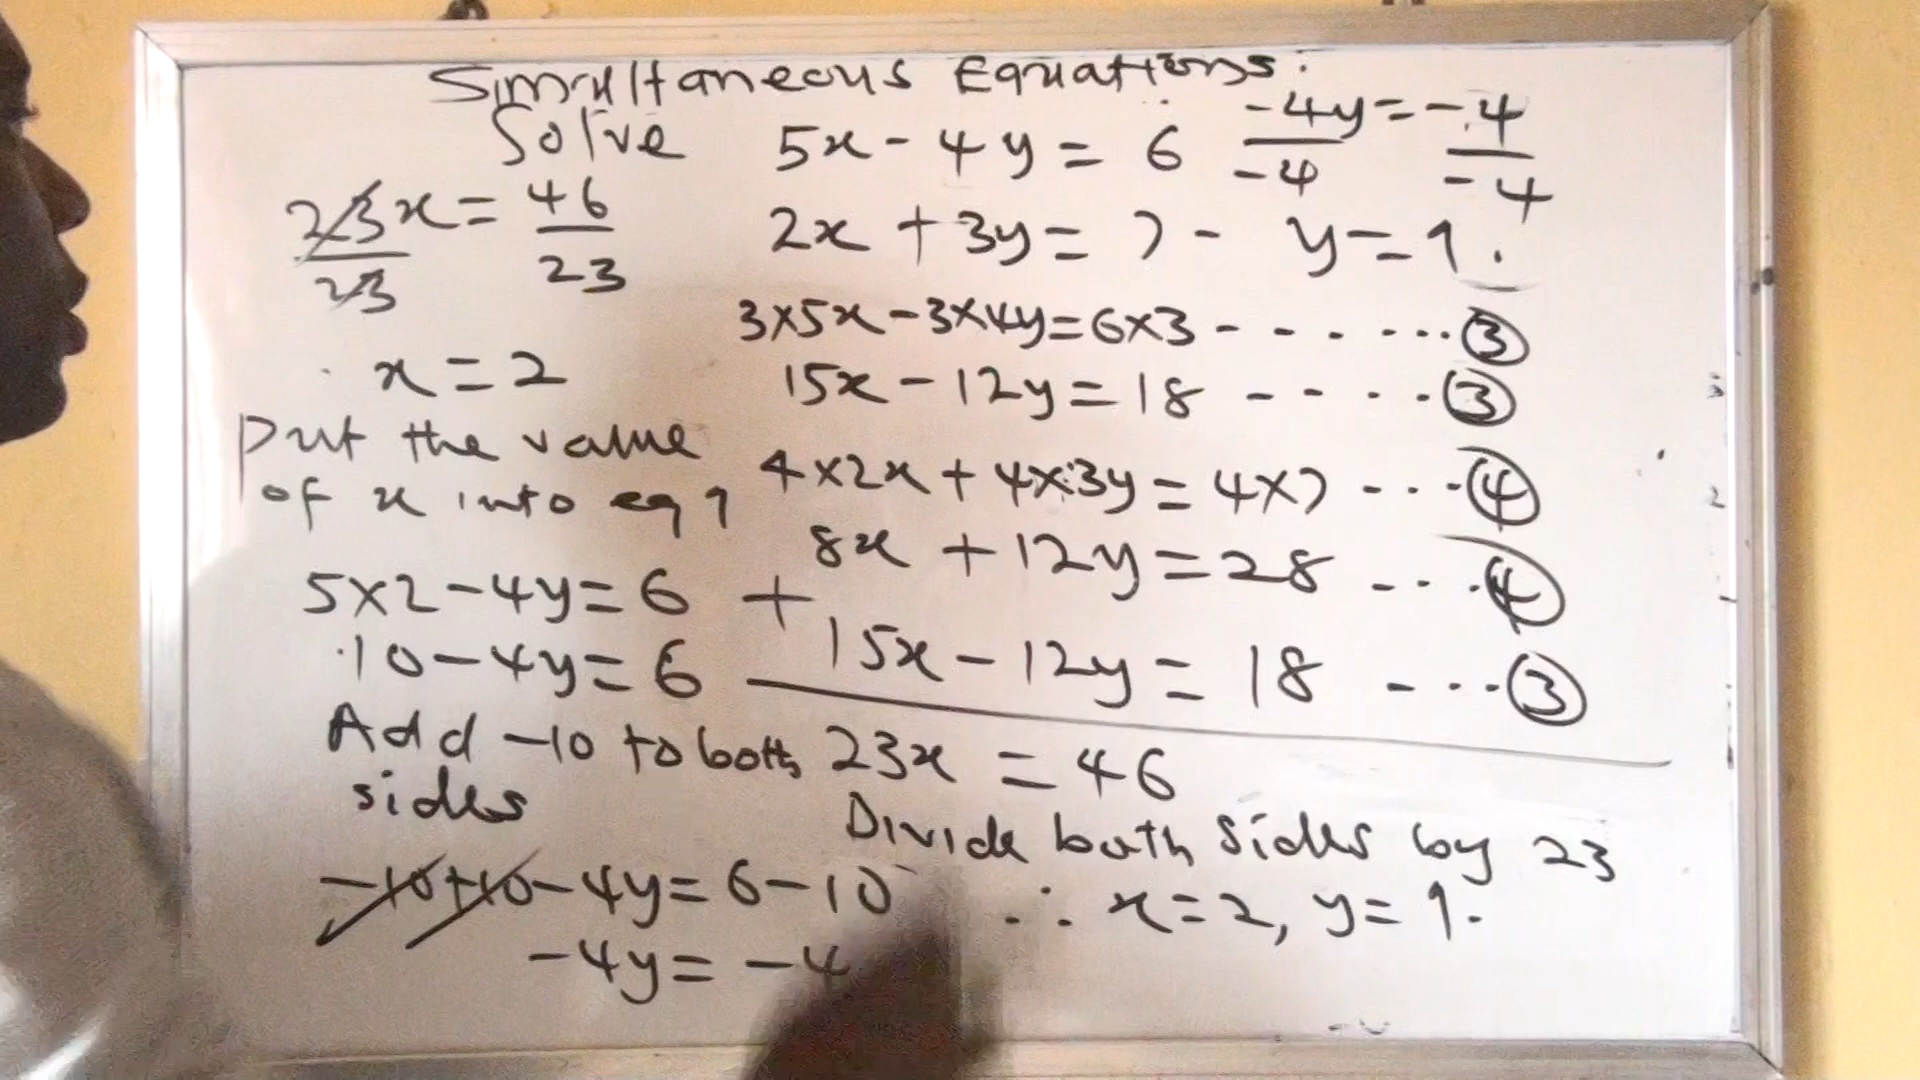 Simultaneous Equations:
Solve 5x - 4y = 6
2x + 3y = 7 -
3x5x - 3x4y = 6x3 - - - - - - - ③
15x - 12y = 18 - - - - ③
4x2x + 4x3y = 4x7 - - - ④
8x + 12y = 28 - - - ④
+ 15x - 12y = 18 - - - - ③
23x = 46
Divide both sides by 23
23x/23 = 46/23
x = 2
Put the value
of x into eq 1
5x2 - 4y = 6
10 - 4y = 6
Add -10 to both
sides
-10+10 - 4y = 6 - 10
-4y = -4
-4y/-4 = -4/-4
y = 1.
∴ x = 2, y = 1.